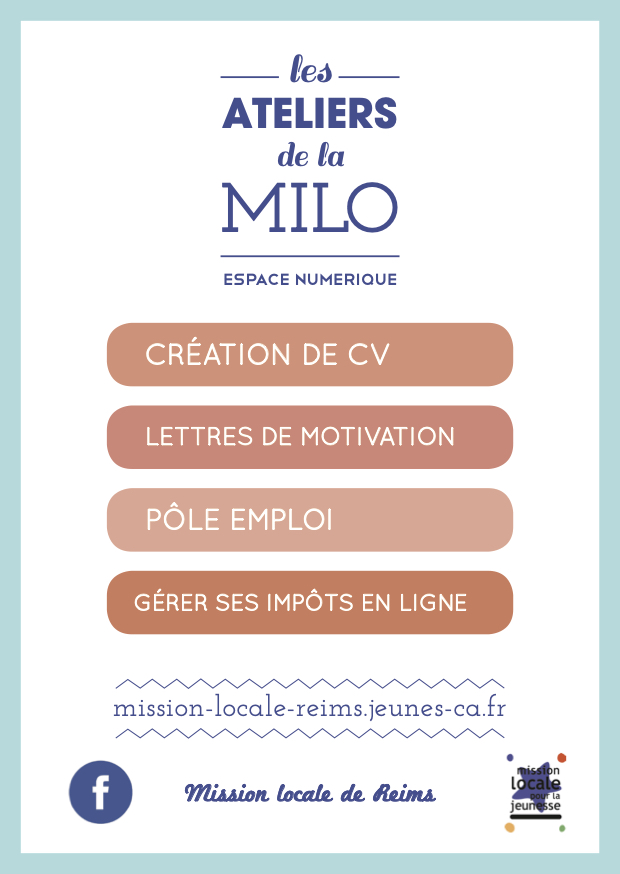 les
ATELIERS
de la
MILO
ESPACE NUMERIQUE
CRÉATION DE CV
LETTRES DE MOTIVATION
PÔLE EMPLOI
GÉRER SES IMPÔTS EN LIGNE
mission-locale-reims.jeunes-ca.fr
f
Mission locale de Reims
mission
locale
pour la
jeunesse